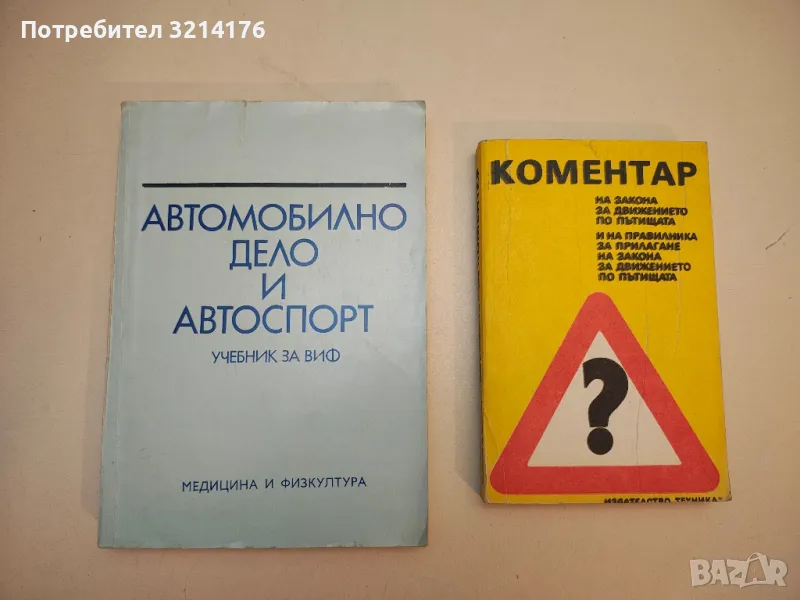 Потребител 3214176
АВТОМОБИЛНО
ДЕЛО
И
АВТОСПОРТ
УЧЕБНИК ЗА ВИФ
МЕДИЦИНА И ФИЗКУЛТУРА
КОМЕНТАР
НА ЗАКОНА
ЗА ДВИЖЕНИЕТО
ПО ПЪТИЩАТА
И НА ПРАВИЛНИКА
ЗА ПРИЛАГАНЕ
НА ЗАКОНА
ЗА ДВИЖЕНИЕТО
ПО ПЪТИЩАТА
?
ИЗДАТЕЛСТВО „ТЕХНИКА“
BAZAR